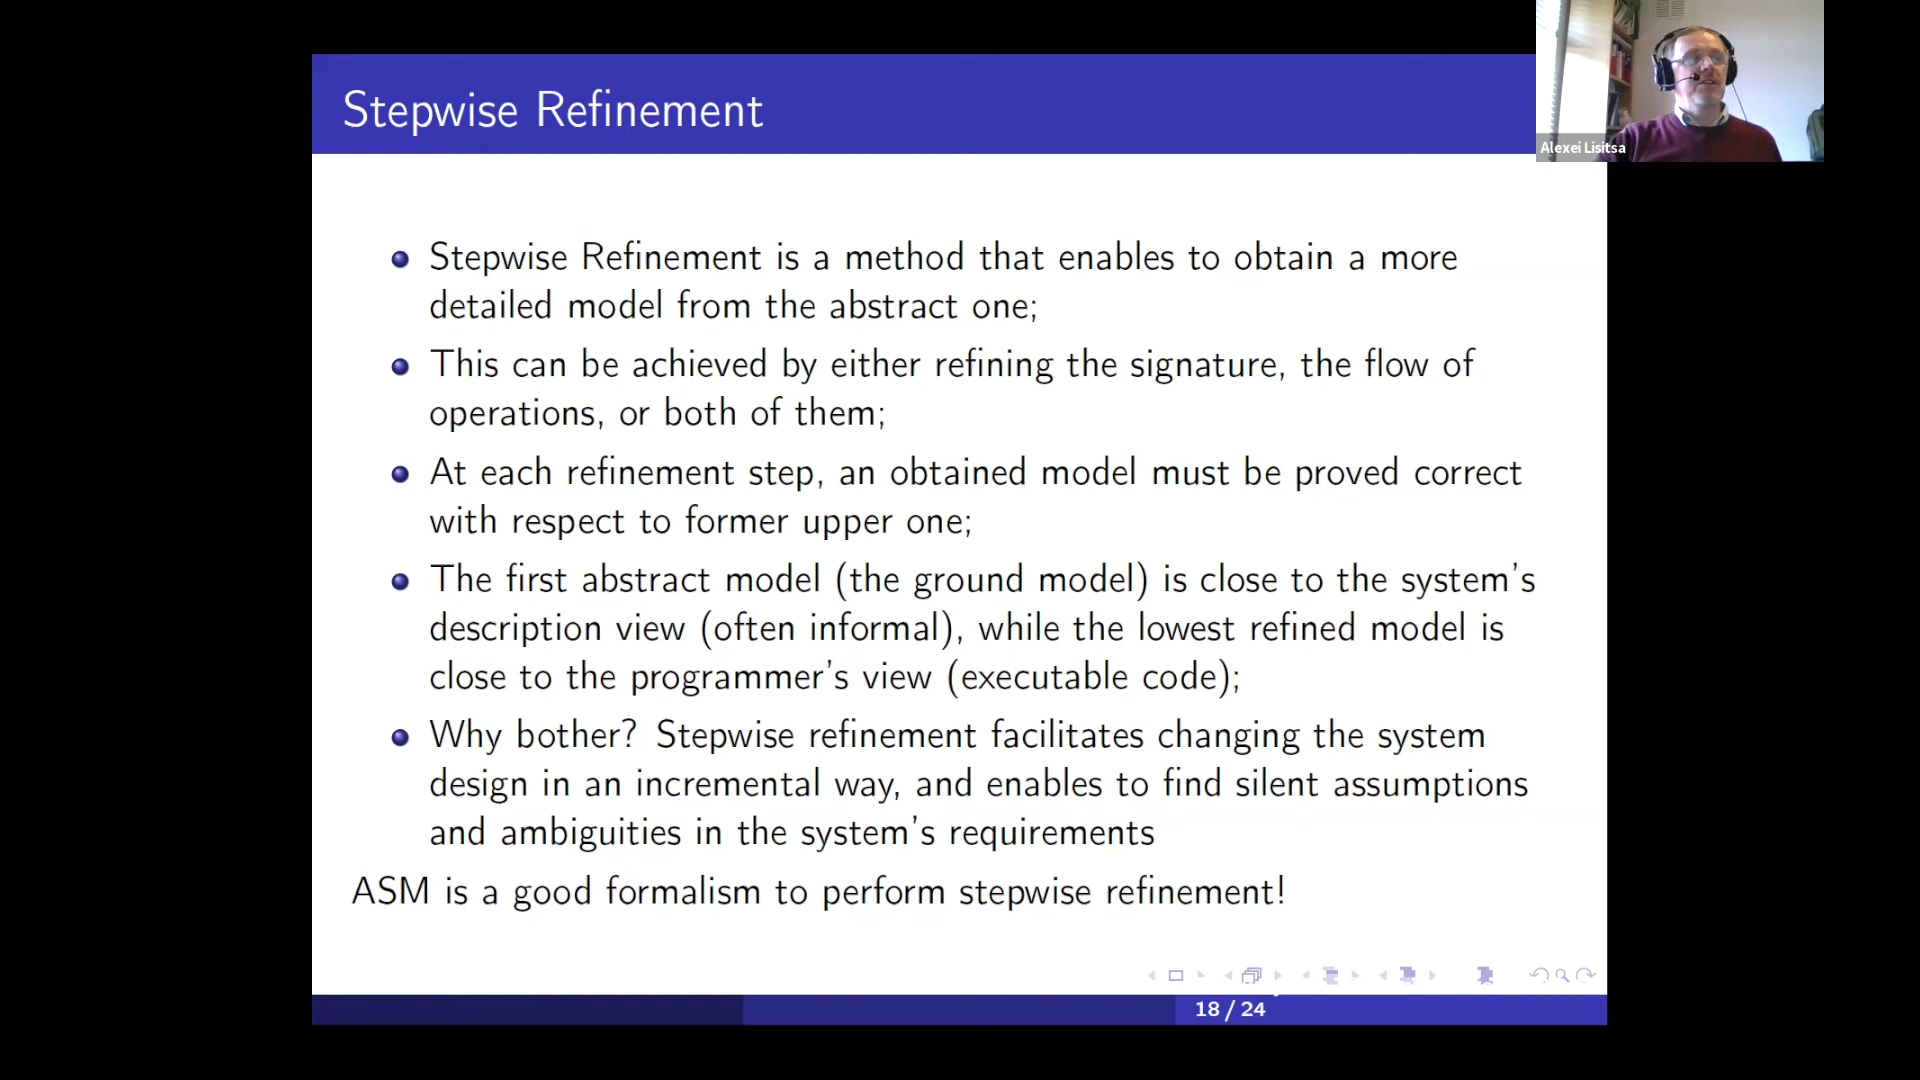 Stepwise Refinement
Alexei Lisitsa
Stepwise Refinement is a method that enables to obtain a more
detailed model from the abstract one;
This can be achieved by either refining the signature, the flow of
operations, or both of them;
At each refinement step, an obtained model must be proved correct
with respect to former upper one;
The first abstract model (the ground model) is close to the system's
description view (often informal), while the lowest refined model is
close to the programmer's view (executable code);
Why bother? Stepwise refinement facilitates changing the system
design in an incremental way, and enables to find silent assumptions
and ambiguities in the system's requirements
ASM is a good formalism to perform stepwise refinement!
18 / 24